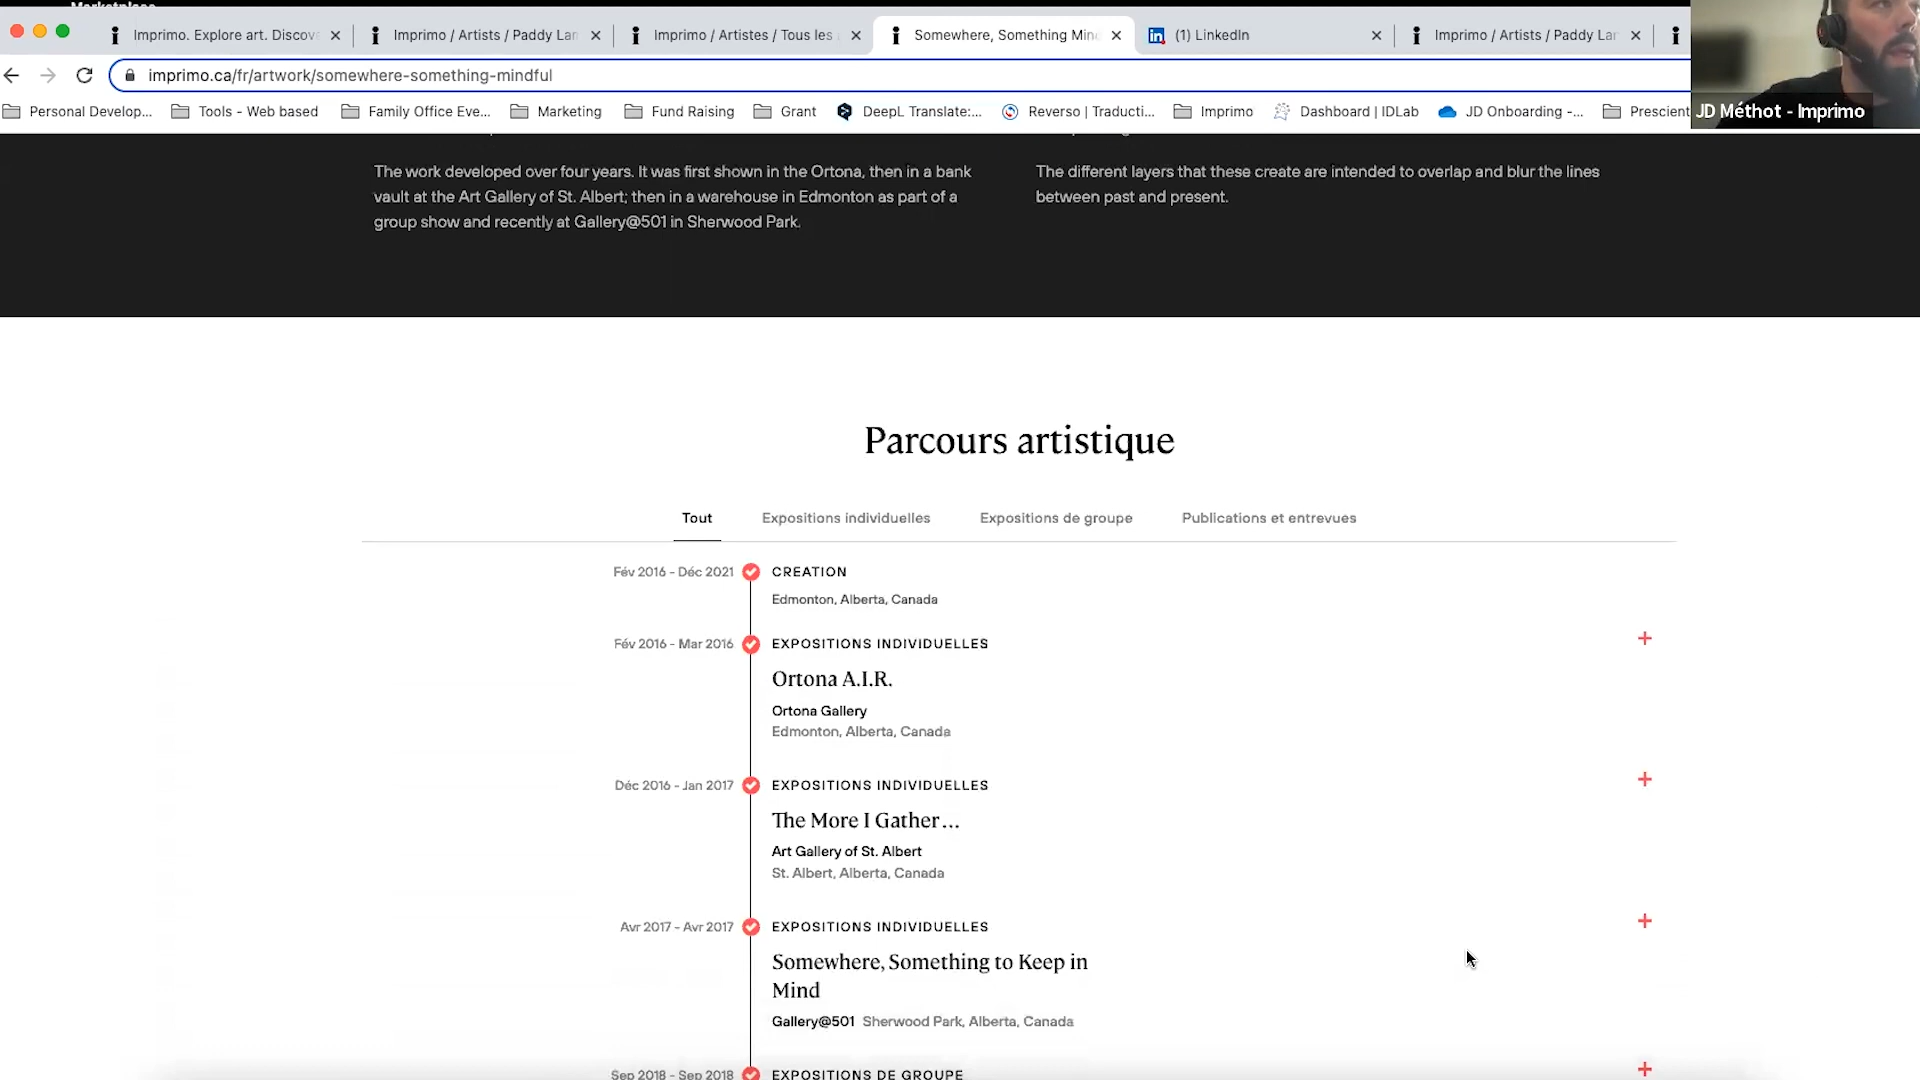 Imprimo. Explore art. Discov
Imprimo / Artists / Paddy Lan
Imprimo / Artistes / Tous les
Somewhere, Something Min
(1) LinkedIn
Imprimo / Artists / Paddy Lar
imprimo.ca/fr/artwork/somewhere-something-mindful
Personal Develop...
Tools - Web based
Family Office Eve...
Marketing
Fund Raising
Grant
DeepL Translate:...
Reverso | Traducti...
Imprimo
Dashboard | IDLab
JD Onboarding -...
Prescient
JD Méthot - Imprimo
The work developed over four years. It was first shown in the Ortona, then in a bank
vault at the Art Gallery of St. Albert; then in a warehouse in Edmonton as part of a
group show and recently at Gallery@501 in Sherwood Park.
The different layers that these create are intended to overlap and blur the lines
between past and present.
Parcours artistique
Tout
Expositions individuelles
Expositions de groupe
Publications et entrevues
Fév 2016 - Déc 2021
CREATION
Edmonton, Alberta, Canada
Fév 2016 - Mar 2016
EXPOSITIONS INDIVIDUELLES
Ortona A.I.R.
Ortona Gallery
Edmonton, Alberta, Canada
Déc 2016 - Jan 2017
EXPOSITIONS INDIVIDUELLES
The More I Gather...
Art Gallery of St. Albert
St. Albert, Alberta, Canada
Avr 2017 - Avr 2017
EXPOSITIONS INDIVIDUELLES
Somewhere, Something to Keep in
Mind
Gallery@501 Sherwood Park, Alberta, Canada
Sep 2018 - Sep 2018
EXPOSITIONS DE GROUPE